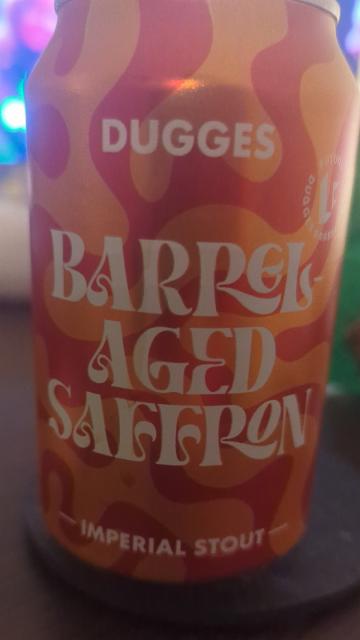 DUGGES
BARREL-
AGED
SAFFRON
IMPERIAL STOUT